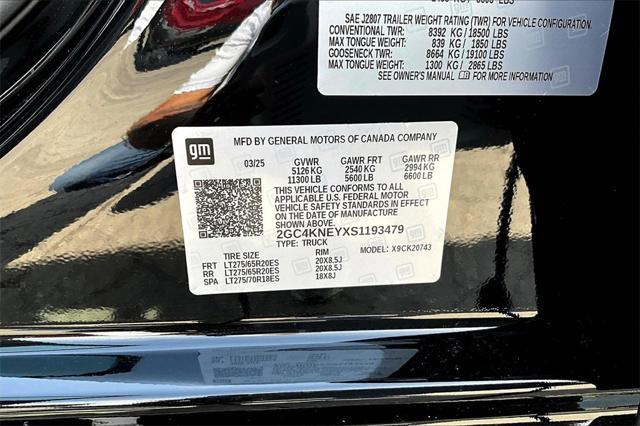 SAE J2807 TRAILER WEIGHT RATING (TWR) FOR VEHICLE CONFIGURATION.
CONVENTIONAL TWR: 8392 KG / 18500 LBS
MAX TONGUE WEIGHT: 839 KG / 1850 LBS
GOOSENECK TWR: 8664 KG / 19100 LBS
MAX TONGUE WEIGHT: 1300 KG / 2865 LBS
SEE OWNER'S MANUAL gm FOR MORE INFORMATION
gm
MFD BY GENERAL MOTORS OF CANADA COMPANY
03/25 GVWR GAWR FRT GAWR RR
5126 KG 2540 KG 2994 KG
11300 LB 5600 LB 6600 LB
THIS VEHICLE CONFORMS TO ALL
APPLICABLE U.S. FEDERAL MOTOR
VEHICLE SAFETY STANDARDS IN
EFFECT ON THE DATE OF MANUFACTURE
SHOWN ABOVE.
2GC4KNEYXS1193479
TYPE: TRUCK MODEL: X9CK20743
TIRE SIZE RIM
FRT LT275/65R20ES 20X8.5J
RR LT275/65R20ES 20X8.5J
SPA LT275/70R18ES 18X8J